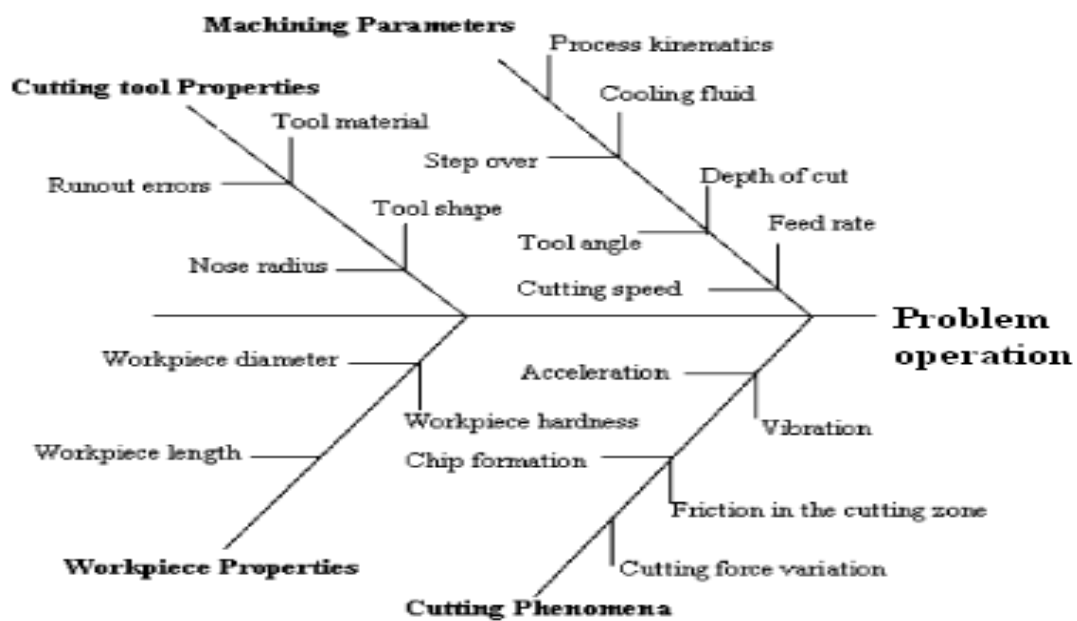 Machining Parameters
Process kinematics
Cutting tool Properties
Cooling fluid
Tool material
Step over
Runout errors
Depth of cut
Tool shape
Feed rate
Tool angle
Nose radius
Cutting speed
Problem
operation
Workpiece diameter
Acceleration
Workpiece hardness
Vibration
Workpiece length
Chip formation
Friction in the cutting zone
Workpiece Properties
Cutting force variation
Cutting Phenomena